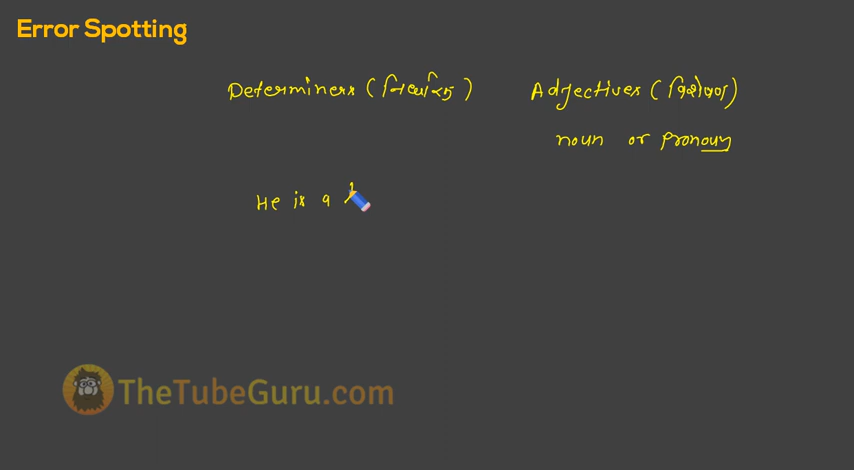 Error Spotting
Determiners (निर्धारक) Adjectives (विशेषण)
noun or pronoun
He is a
TheTubeGuru.com